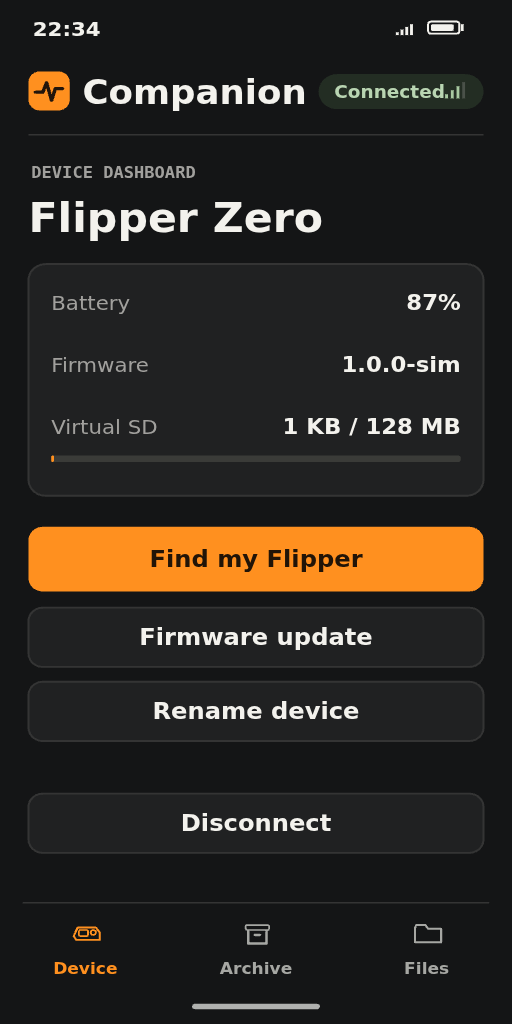 22:34
Companion
Connected
DEVICE DASHBOARD
Flipper Zero
Battery 87%
Firmware 1.0.0-sim
Virtual SD 1 KB / 128 MB
Find my Flipper
Firmware update
Rename device
Disconnect
Device Archive Files